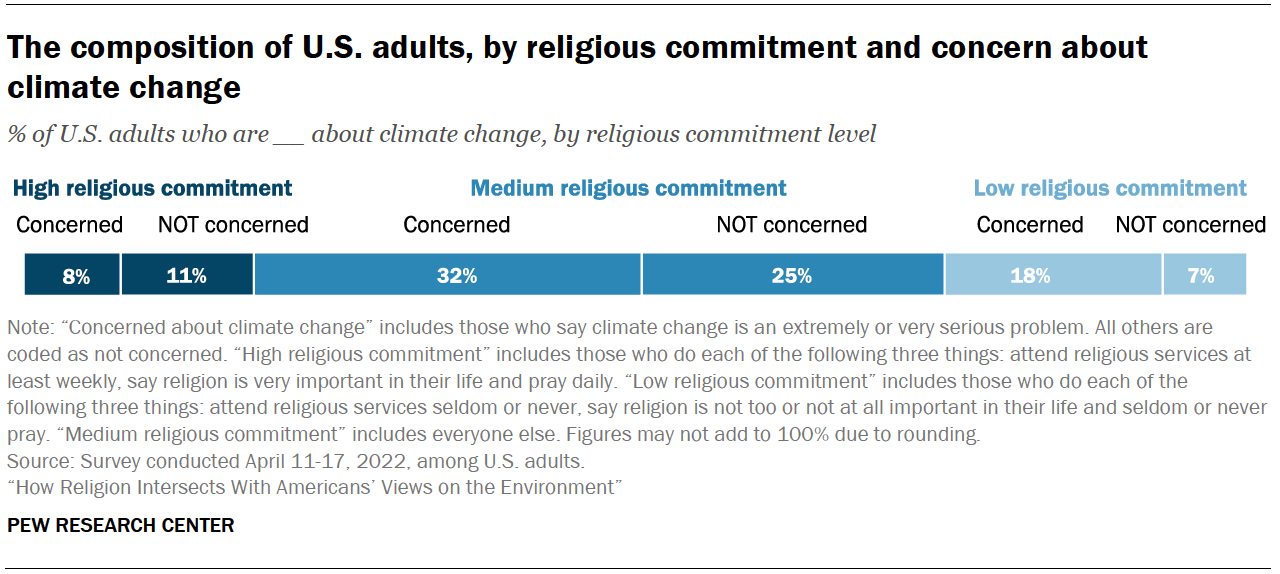 The composition of U.S. adults, by religious commitment and concern about
climate change
% of U.S. adults who are __ about climate change, by religious commitment level
High religious commitment Medium religious commitment Low religious commitment
Concerned NOT concerned Concerned NOT concerned Concerned NOT concerned
8% 11% 32% 25% 18% 7%
Note: “Concerned about climate change” includes those who say climate change is an extremely or very serious problem. All others are
coded as not concerned. “High religious commitment” includes those who do each of the following three things: attend religious services at
least weekly, say religion is very important in their life and pray daily. “Low religious commitment” includes those who do each of the
following three things: attend religious services seldom or never, say religion is not too or not at all important in their life and seldom or never
pray. “Medium religious commitment” includes everyone else. Figures may not add to 100% due to rounding.
Source: Survey conducted April 11-17, 2022, among U.S. adults.
“How Religion Intersects With Americans’ Views on the Environment”
PEW RESEARCH CENTER